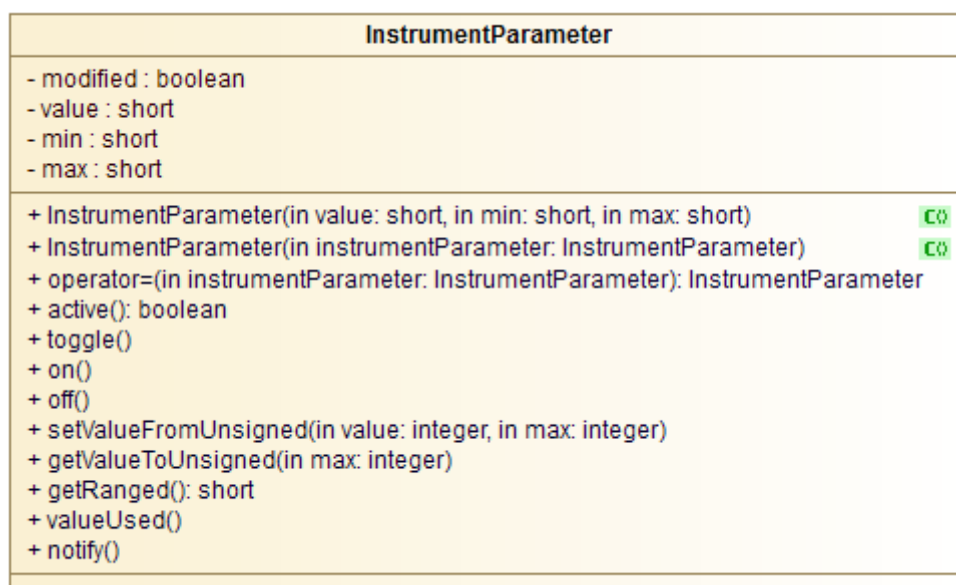 InstrumentParameter
- modified : boolean
- value : short
- min : short
- max : short
+ InstrumentParameter(in value: short, in min: short, in max: short) C()
+ InstrumentParameter(in instrumentParameter: InstrumentParameter) C()
+ operator=(in instrumentParameter: InstrumentParameter): InstrumentParameter
+ active(): boolean
+ toggle()
+ on()
+ off()
+ setValueFromUnsigned(in value: integer, in max: integer)
+ getValueToUnsigned(in max: integer)
+ getRanged(): short
+ valueUsed()
+ notify()